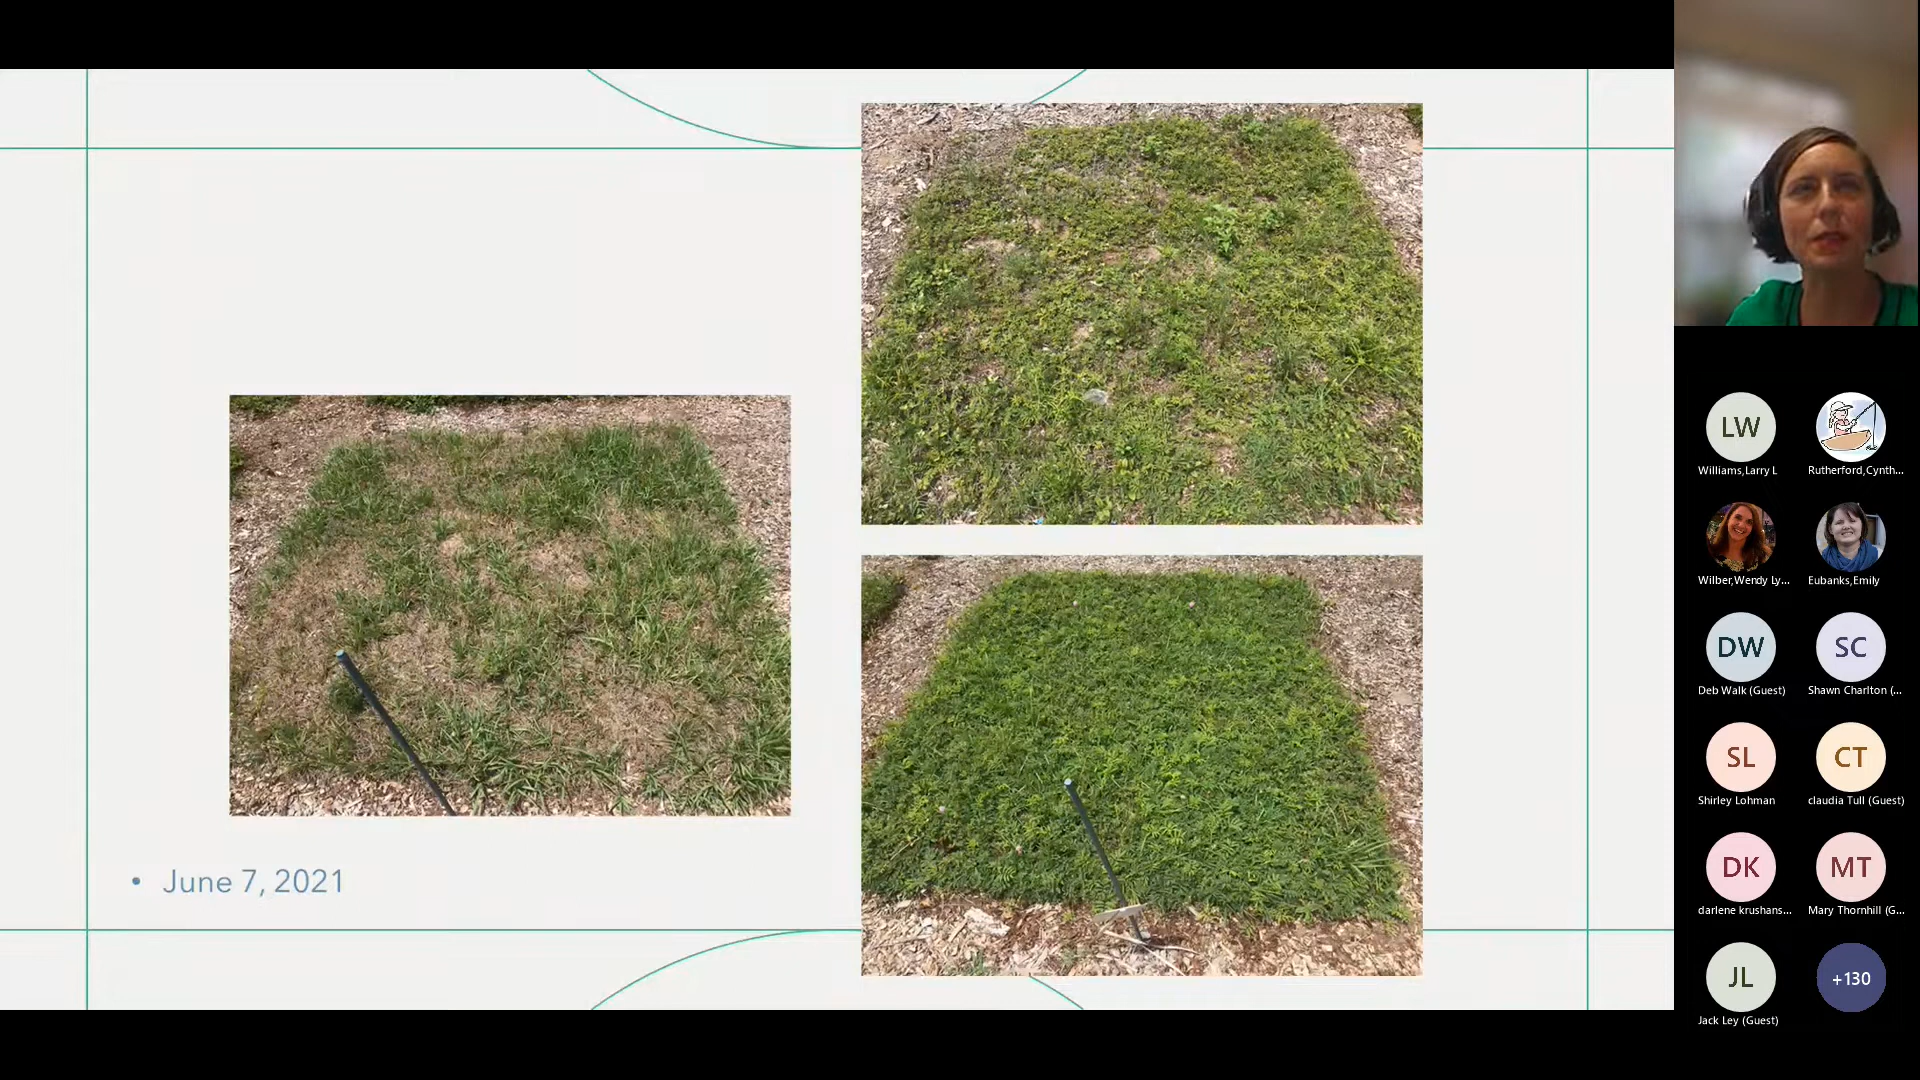 • June 7, 2021
LW
Williams,Larry L
Rutherford,Cynth...
Wilber,Wendy Ly...
Eubanks,Emily
DW
Deb Walk (Guest)
SC
Shawn Charlton (...
SL
Shirley Lohman
CT
claudia Tull (Guest)
DK
darlene krushans...
MT
Mary Thornhill (G...
JL
Jack Ley (Guest)
+130